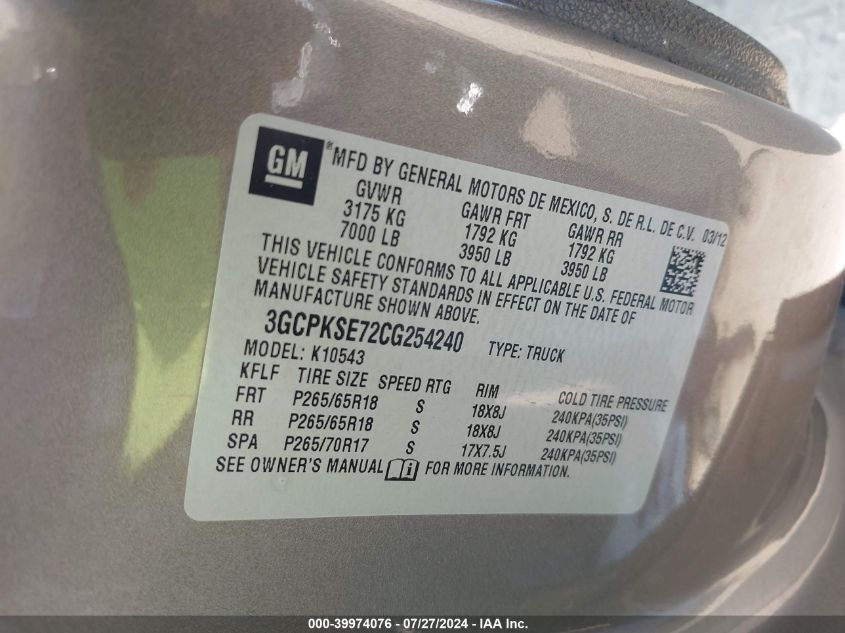 GM ® MFD BY GENERAL MOTORS DE MEXICO, S. DE R.L. DE C.V. 03/12
GVWR GAWR FRT GAWR RR
3175 KG 1792 KG 1792 KG
7000 LB 3950 LB 3950 LB
THIS VEHICLE CONFORMS TO ALL APPLICABLE U.S. FEDERAL MOTOR
VEHICLE SAFETY STANDARDS IN EFFECT ON THE DATE OF
MANUFACTURE SHOWN ABOVE.
3GCPKSE72CG254240 TYPE: TRUCK
MODEL: K10543
KFLF TIRE SIZE SPEED RTG RIM COLD TIRE PRESSURE
FRT P265/65R18 S 18X8J 240KPA(35PSI)
RR P265/65R18 S 18X8J 240KPA(35PSI)
SPA P265/70R17 S 17X7.5J 240KPA(35PSI)
SEE OWNER'S MANUAL FOR MORE INFORMATION.
000-39974076 - 07/27/2024 - IAA Inc.